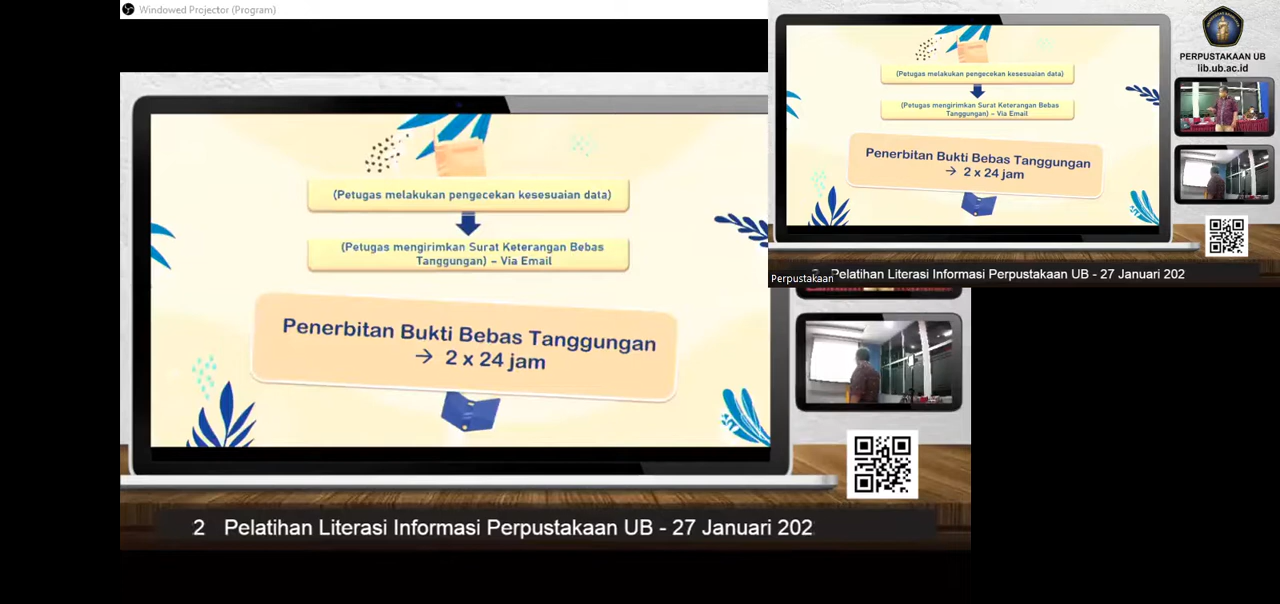 Windowed Projector (Program)
(Petugas melakukan pengecekan kesesuaian data)
(Petugas mengirimkan Surat Keterangan Bebas
Tanggungan) – Via Email
Penerbitan Bukti Bebas Tanggungan
→ 2 x 24 jam
2 Pelatihan Literasi Informasi Perpustakaan UB - 27 Januari 202
(Petugas melakukan pengecekan kesesuaian data)
(Petugas mengirimkan Surat Keterangan Bebas
Tanggungan) – Via Email
Penerbitan Bukti Bebas Tanggungan
→ 2 x 24 jam
PERPUSTAKAAN UB
lib.ub.ac.id
Pelatihan Literasi Informasi Perpustakaan UB - 27 Januari 202
Perpustakaan